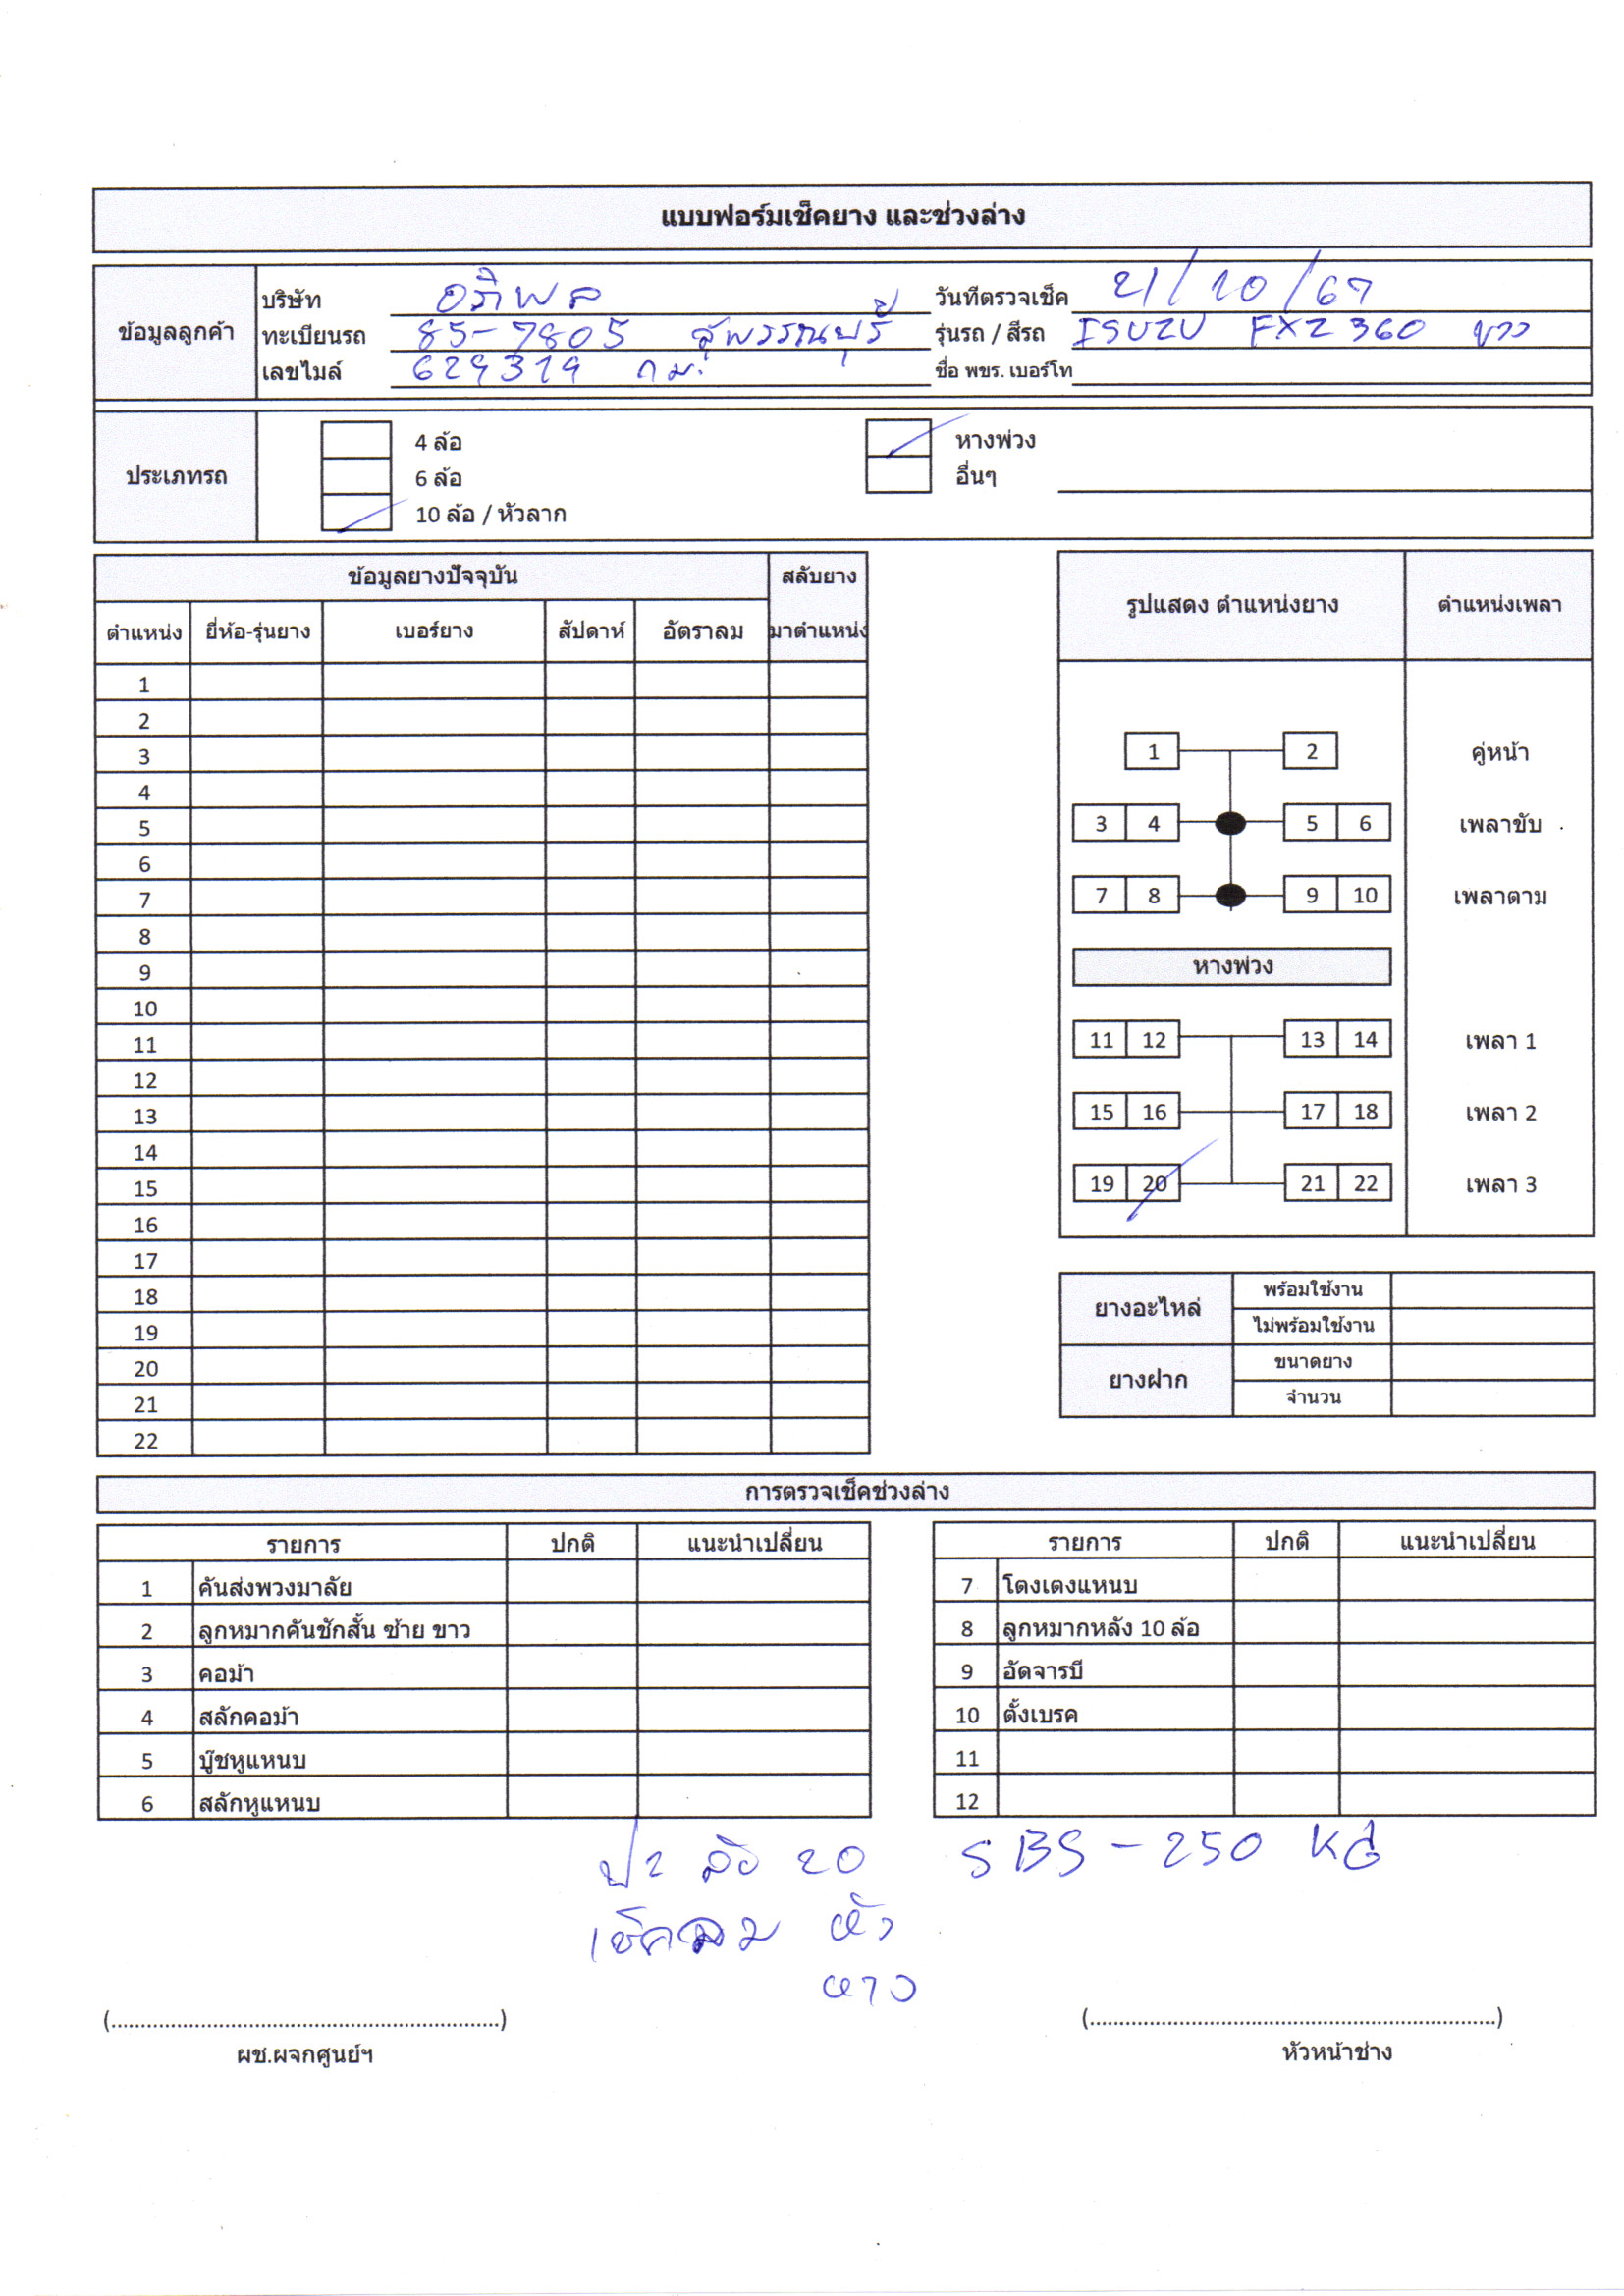 แบบฟอร์มเช็คยาง และช่วงล่าง
ข้อมูลลูกค้า
บริษัท อภิพล วันที่ตรวจเช็ค 21/10/67
ทะเบียนรถ 85-7805 สุพรรณบุรี รุ่นรถ / สีรถ ISUZU FXZ 360 ขาว
เลขไมล์ 629319 กม. ชื่อ พขร. เบอร์โท
ประเภทรถ
4 ล้อ หางพ่วง
6 ล้อ อื่นๆ
10 ล้อ / หัวลาก
ข้อมูลยางปัจจุบัน สลับยาง
ตำแหน่ง ยี่ห้อ-รุ่นยาง เบอร์ยาง สัปดาห์ อัตราลม มาตำแหน่ง
1
2
3
4
5
6
7
8
9
10
11
12
13
14
15
16
17
18
19
20
21
22
รูปแสดง ตำแหน่งยาง ตำแหน่งเพลา
1 2 คู่หน้า
3 4 5 6 เพลาขับ
7 8 9 10 เพลาตาม
หางพ่วง
11 12 13 14 เพลา 1
15 16 17 18 เพลา 2
19 20 21 22 เพลา 3
ยางอะไหล่ พร้อมใช้งาน
ไม่พร้อมใช้งาน
ยางฝาก ขนาดยาง
จำนวน
การตรวจเช็คช่วงล่าง
รายการ ปกติ แนะนำเปลี่ยน
1 คันส่งพวงมาลัย
2 ลูกหมากคันชักสั้น ซ้าย ขาว
3 คอม้า
4 สลักคอม้า
5 บู๊ชหูแหนบ
6 สลักหูแหนบ
รายการ ปกติ แนะนำเปลี่ยน
7 โตงเตงแหนบ
8 ลูกหมากหลัง 10 ล้อ
9 อัดจารบี
10 ตั้งเบรค
11
12
20 SBS - 250 KG
เช็คลม หัว
หาง
(.................................................................) (....................................................................)
ผช.ผจกศูนย์ฯ หัวหน้าช่าง